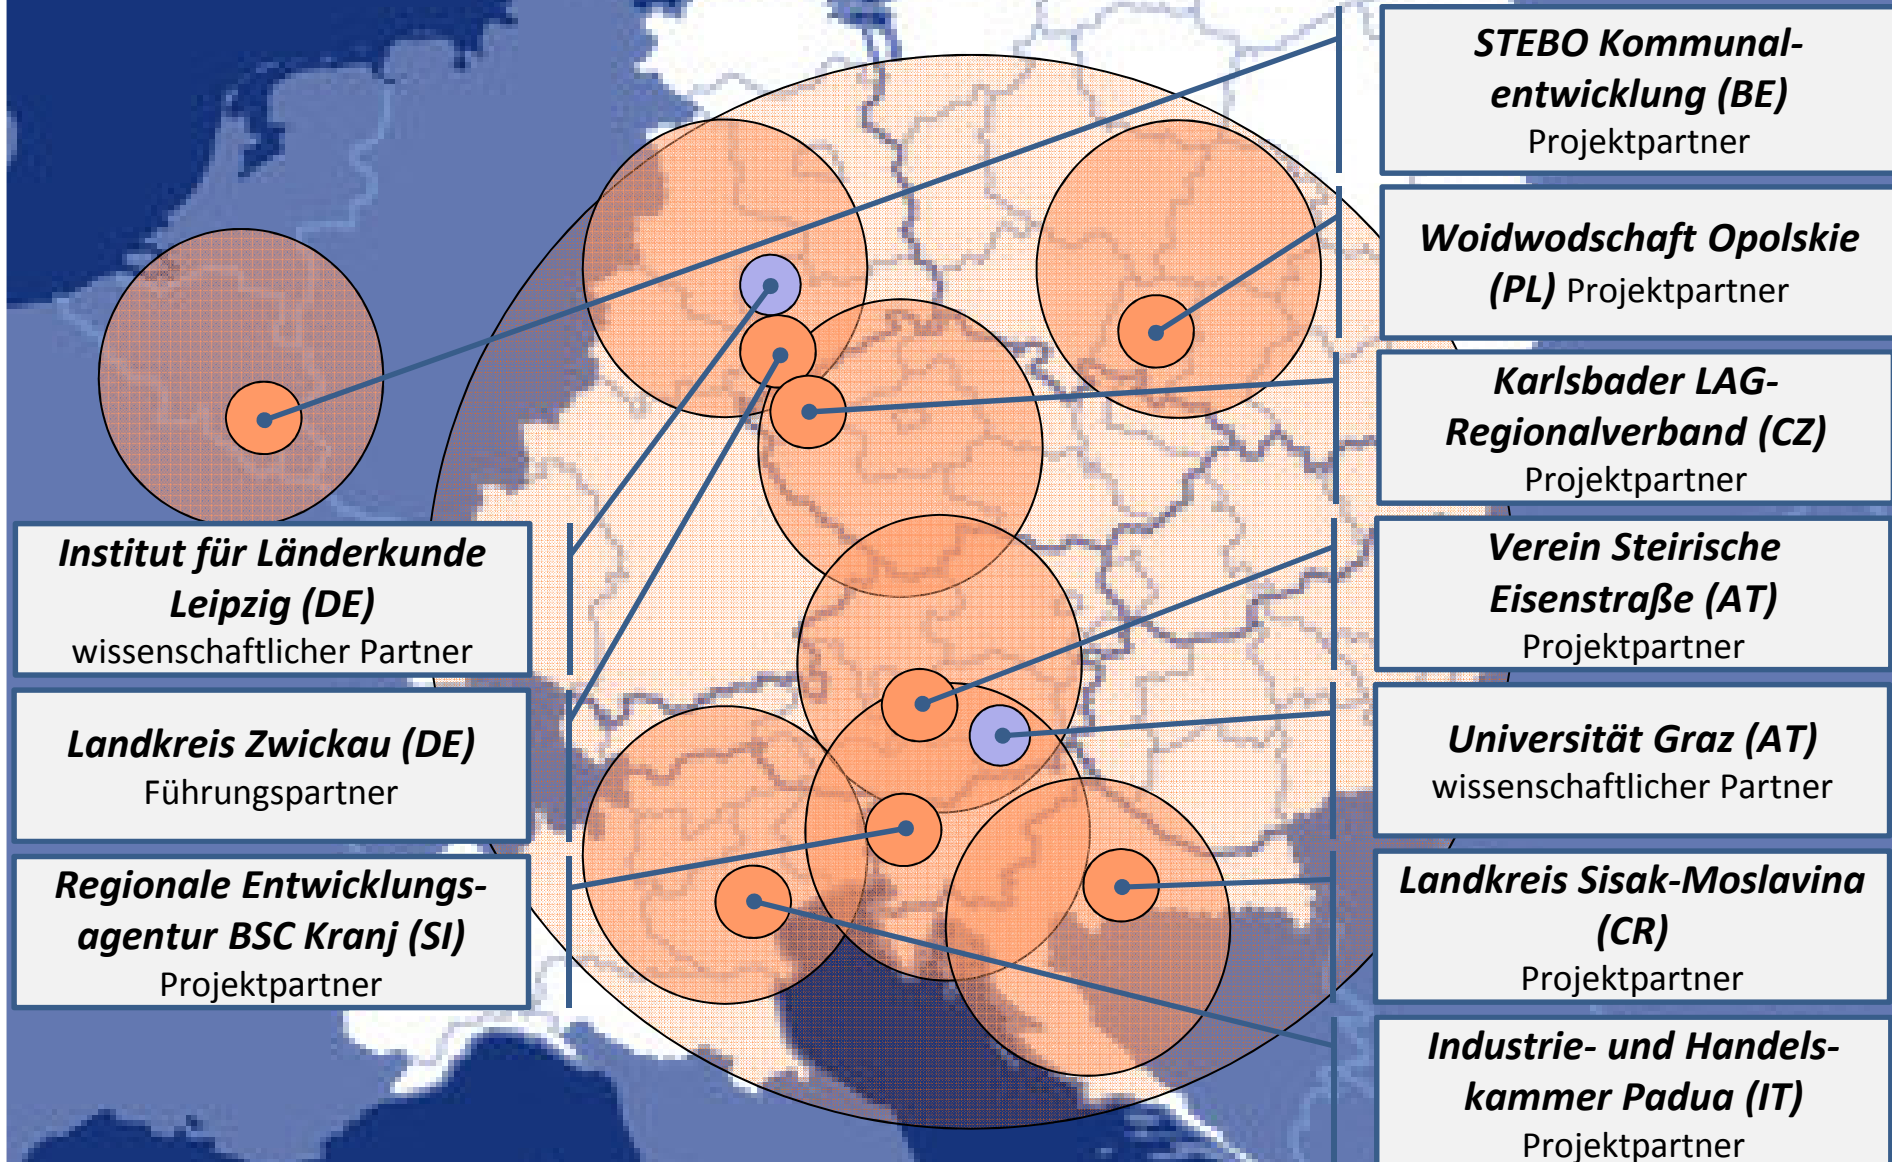 STEBO Kommunal-
entwicklung (BE)
Projektpartner
Woidwodschaft Opolskie
(PL) Projektpartner
Karlsbader LAG-
Regionalverband (CZ)
Projektpartner
Verein Steirische
Eisenstraße (AT)
Projektpartner
Universität Graz (AT)
wissenschaftlicher Partner
Landkreis Sisak-Moslavina
(CR)
Projektpartner
Industrie- und Handels-
kammer Padua (IT)
Projektpartner
Institut für Länderkunde
Leipzig (DE)
wissenschaftlicher Partner
Landkreis Zwickau (DE)
Führungspartner
Regionale Entwicklungs-
agentur BSC Kranj (SI)
Projektpartner